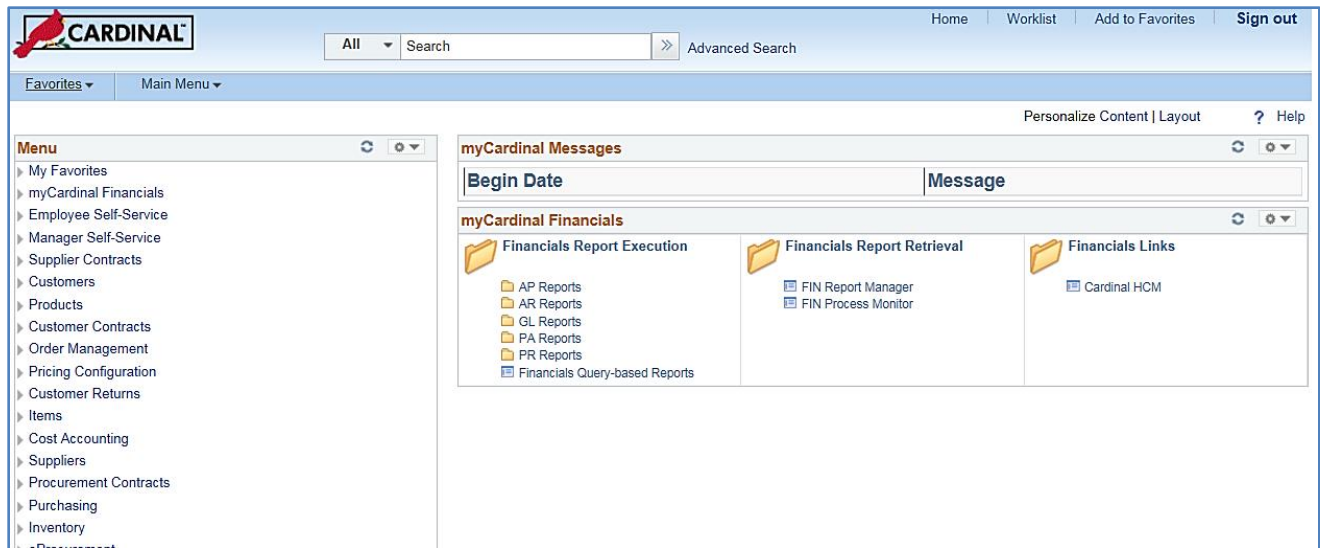 CARDINAL™
Home Worklist Add to Favorites Sign out
All Search Advanced Search
Favorites Main Menu
Personalize Content | Layout ? Help
Menu
My Favorites
myCardinal Financials
Employee Self-Service
Manager Self-Service
Supplier Contracts
Customers
Products
Customer Contracts
Order Management
Pricing Configuration
Customer Returns
Items
Cost Accounting
Suppliers
Procurement Contracts
Purchasing
Inventory
eProcurement
myCardinal Messages
Begin Date Message
myCardinal Financials
Financials Report Execution
AP Reports
AR Reports
GL Reports
PA Reports
PR Reports
Financials Query-based Reports
Financials Report Retrieval
FIN Report Manager
FIN Process Monitor
Financials Links
Cardinal HCM